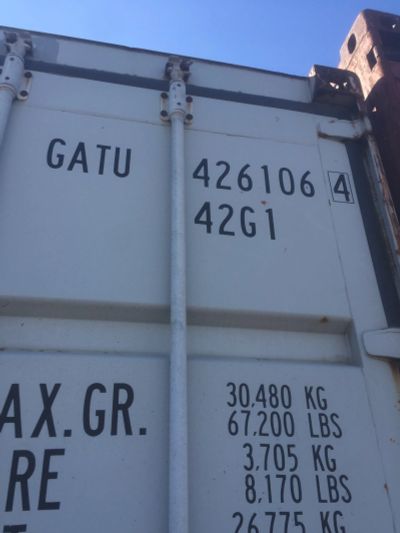 GATU 426106 4
42G1
AX.GR. 30,480 KG
67,200 LBS
RE 3,705 KG
8,170 LBS
26,775 KG